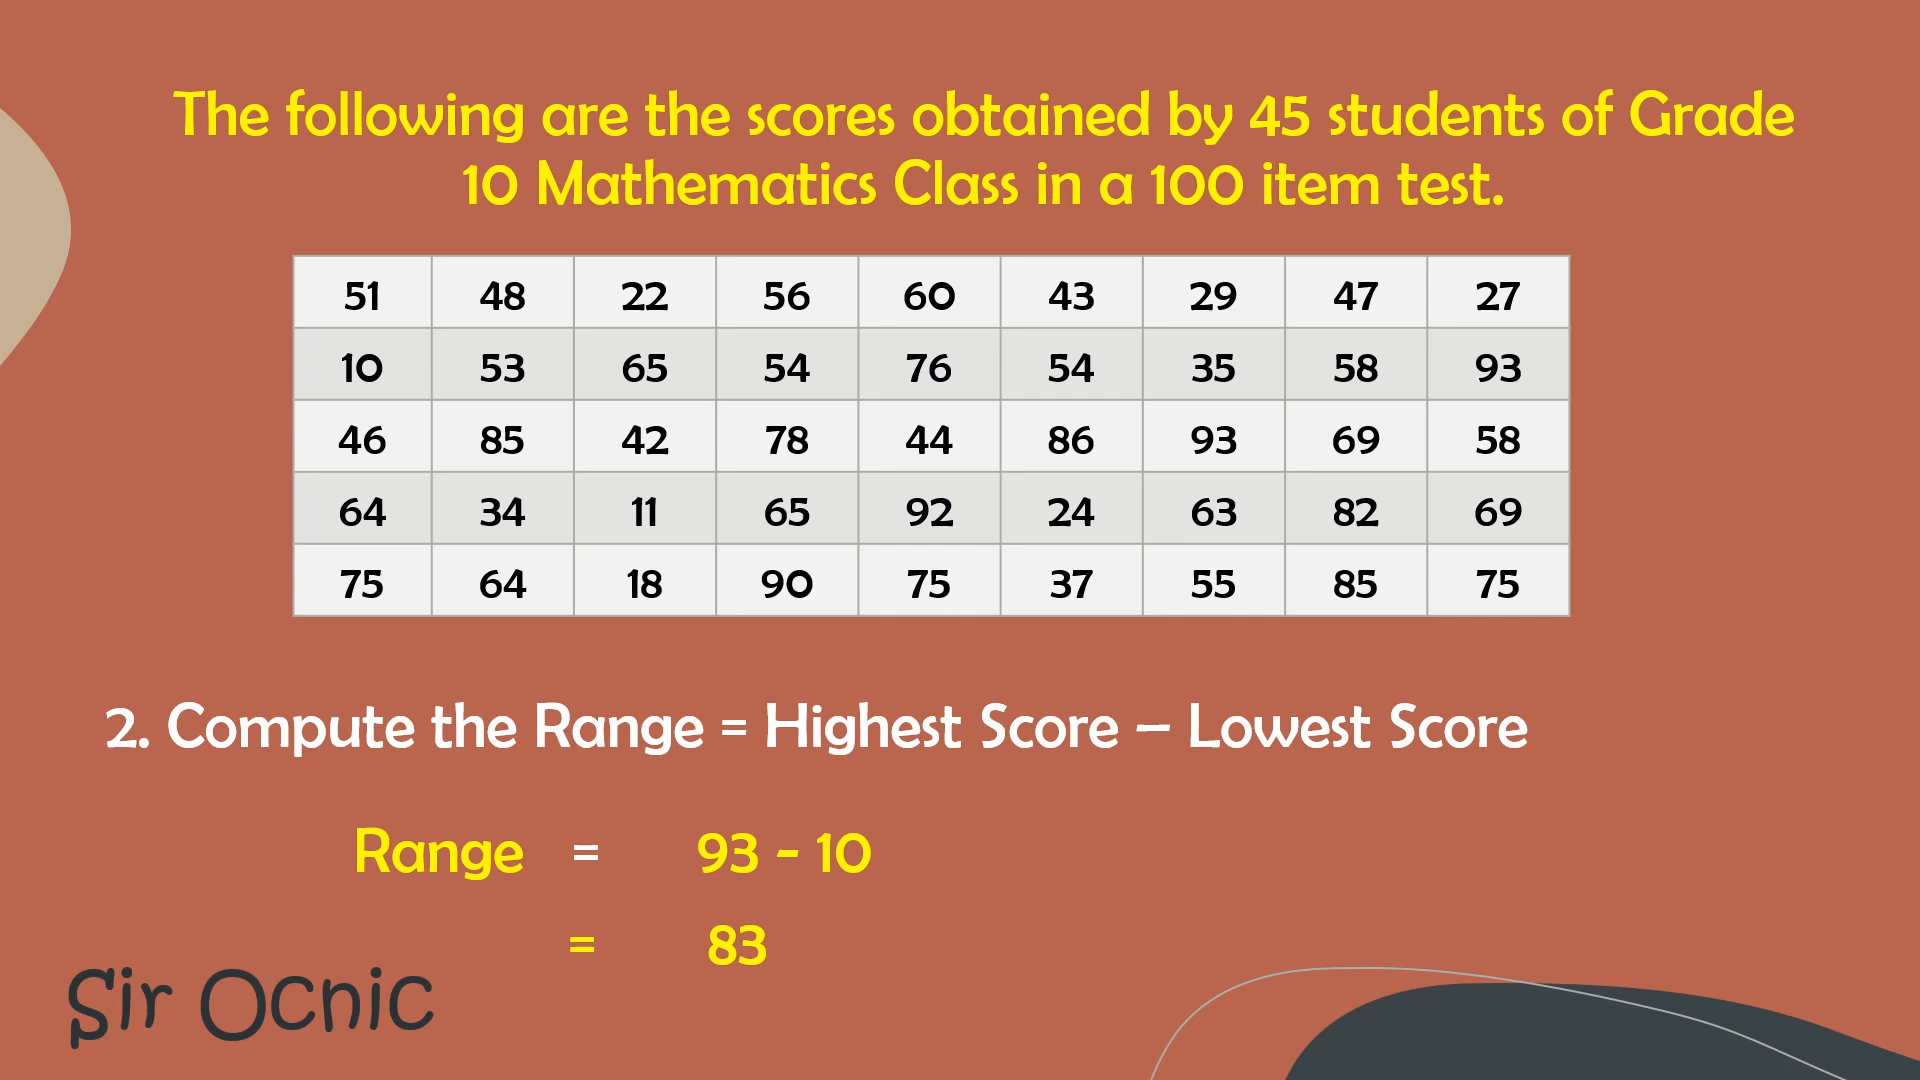 The following are the scores obtained by 45 students of Grade
10 Mathematics Class in a 100 item test.
51 48 22 56 60 43 29 47 27
10 53 65 54 76 54 35 58 93
46 85 42 78 44 86 93 69 58
64 34 11 65 92 24 63 82 69
75 64 18 90 75 37 55 85 75
2. Compute the Range = Highest Score – Lowest Score
Range = 93 - 10
= 83
Sir Ocnic